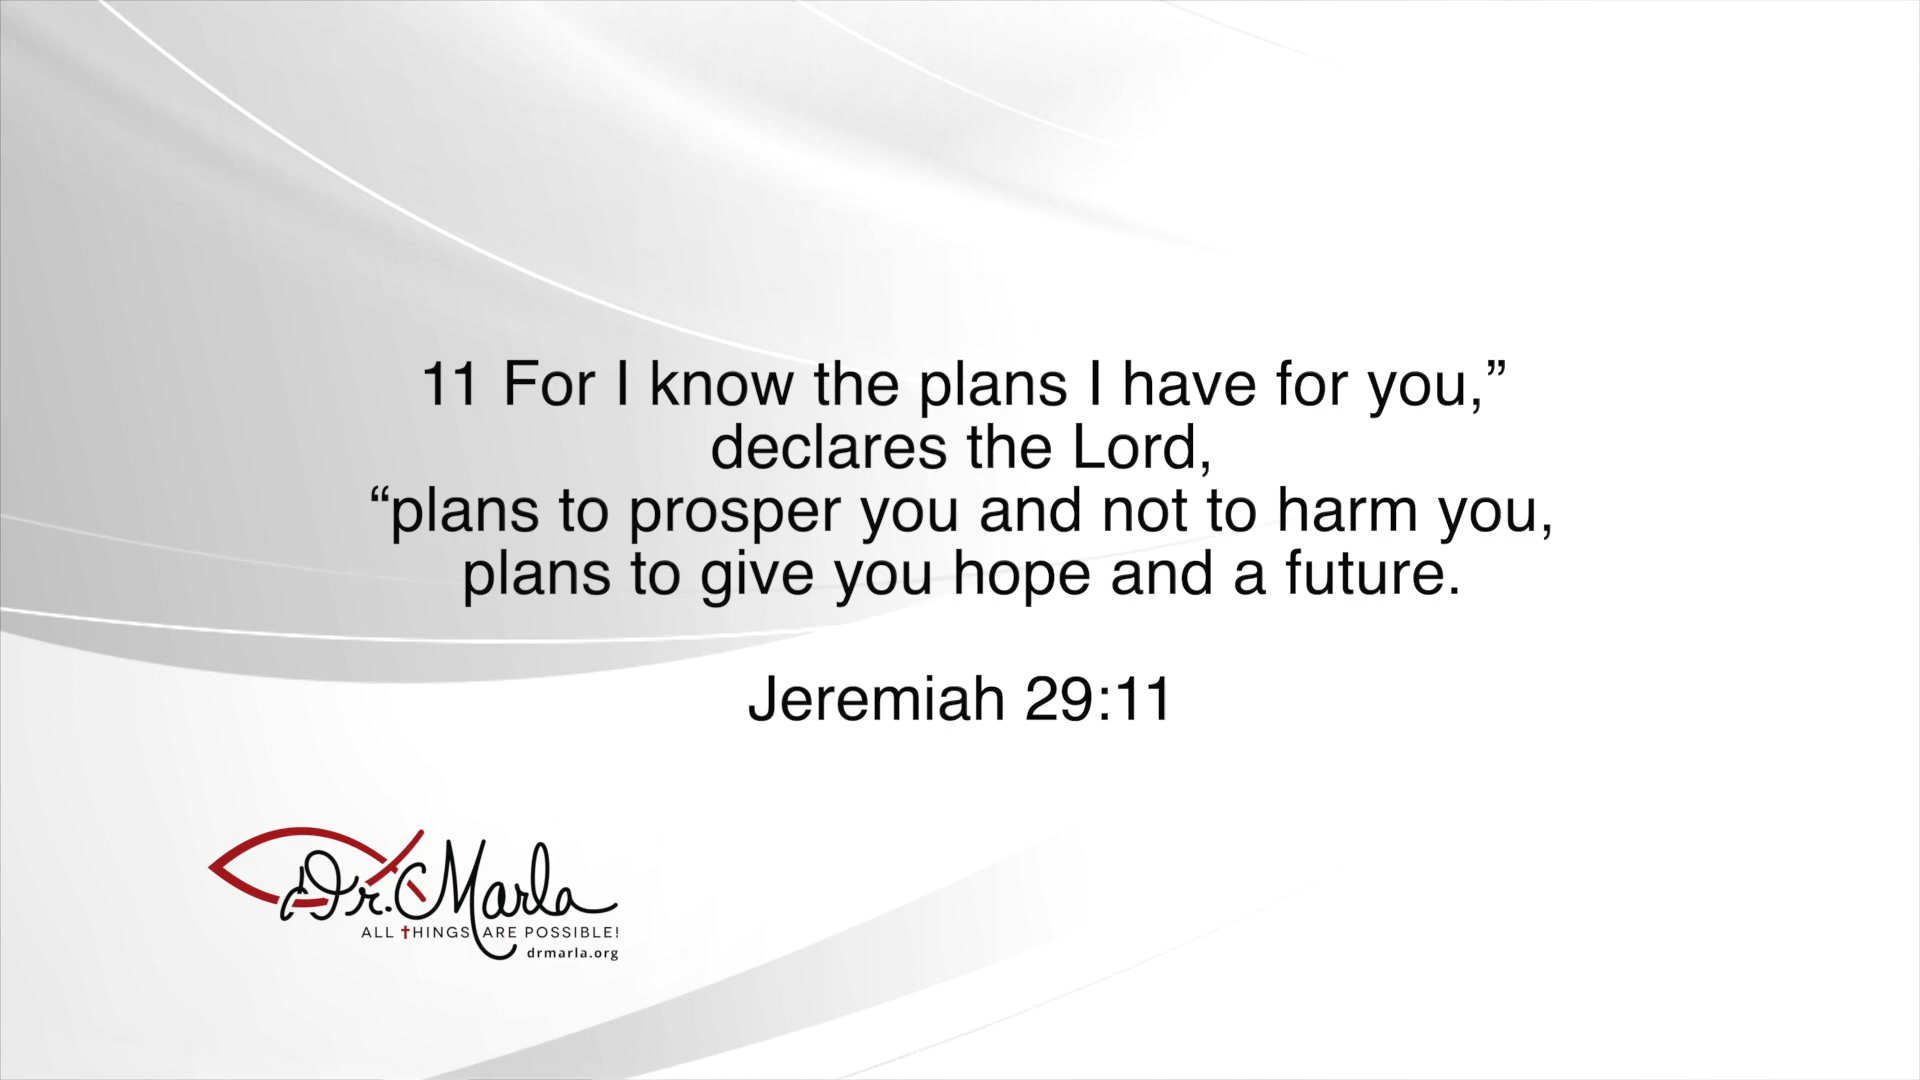 11 For I know the plans I have for you,”
declares the Lord,
“plans to prosper you and not to harm you,
plans to give you hope and a future.
Jeremiah 29:11
Dr. Marla
ALL THINGS ARE POSSIBLE!
drmarla.org